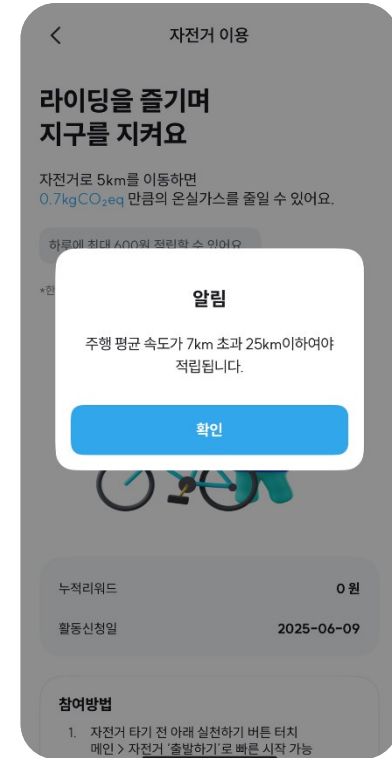 자전거 이용
라이딩을 즐기며
지구를 지켜요
자전거로 5km를 이동하면
0.7kgCO₂eq 만큼의 온실가스를 줄일 수 있어요.
하루에 최대 600원 적립할 수 있어요
알림
주행 평균 속도가 7km 초과 25km이하여야
적립됩니다.
확인
누적리워드 0 원
활동신청일 2025-06-09
참여방법
1. 자전거 타기 전 아래 실천하기 버튼 터치
메인 > 자전거 '출발하기'로 빠른 시작 가능